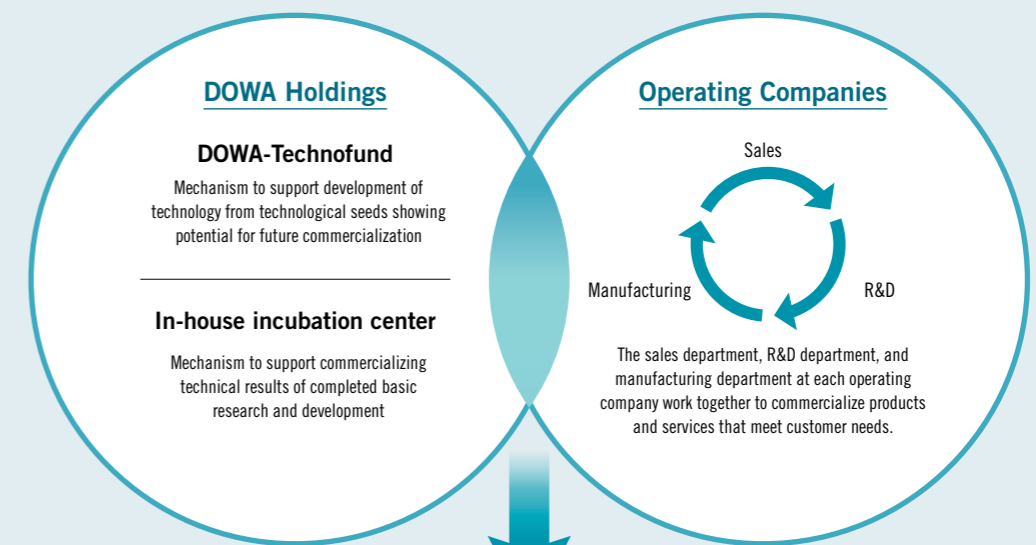 DOWA Holdings
DOWA-Technofund
Mechanism to support development of
technology from technological seeds showing
potential for future commercialization
In-house incubation center
Mechanism to support commercializing
technical results of completed basic
research and development
Operating Companies
Sales
Manufacturing
R&D
The sales department, R&D department, and
manufacturing department at each operating
company work together to commercialize products
and services that meet customer needs.